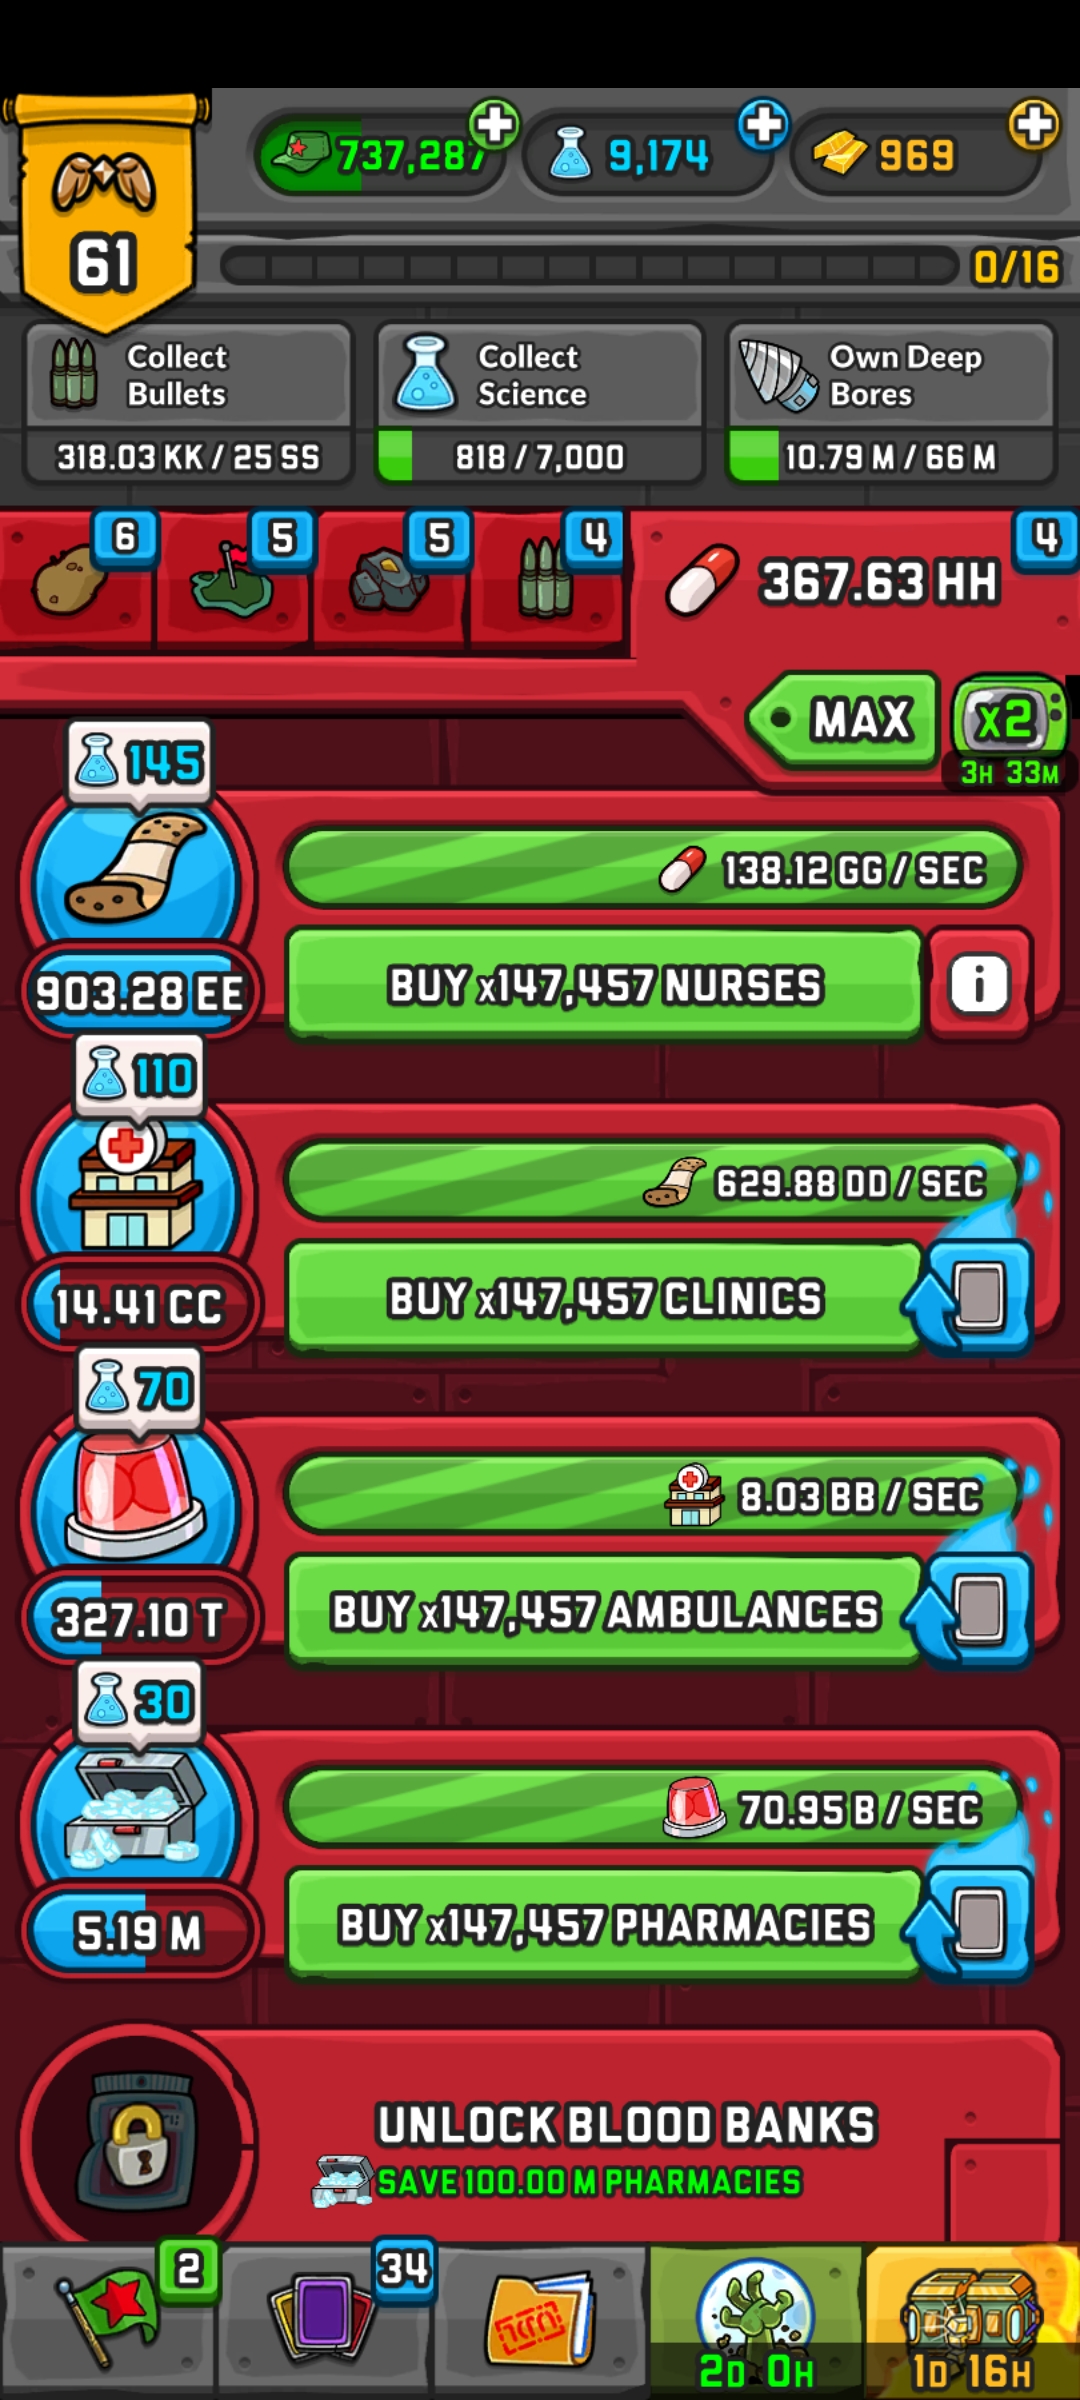 737,287
9,174
969
61
0/16
Collect
Bullets
318.03 KK / 25 SS
Collect
Science
818 / 7,000
Own Deep
Bores
10.79 M / 66 M
6
5
5
4
4
367.63 HH
MAX
x2
3H 33M
145
138.12 GG / SEC
903.28 EE
BUY x147,457 NURSES
i
110
629.88 DD / SEC
14.41 CC
BUY x147,457 CLINICS
70
8.03 BB / SEC
327.10 T
BUY x147,457 AMBULANCES
30
70.95 B / SEC
5.19 M
BUY x147,457 PHARMACIES
UNLOCK BLOOD BANKS
SAVE 100.00 M PHARMACIES
2
34
2D 0H
1D 16H